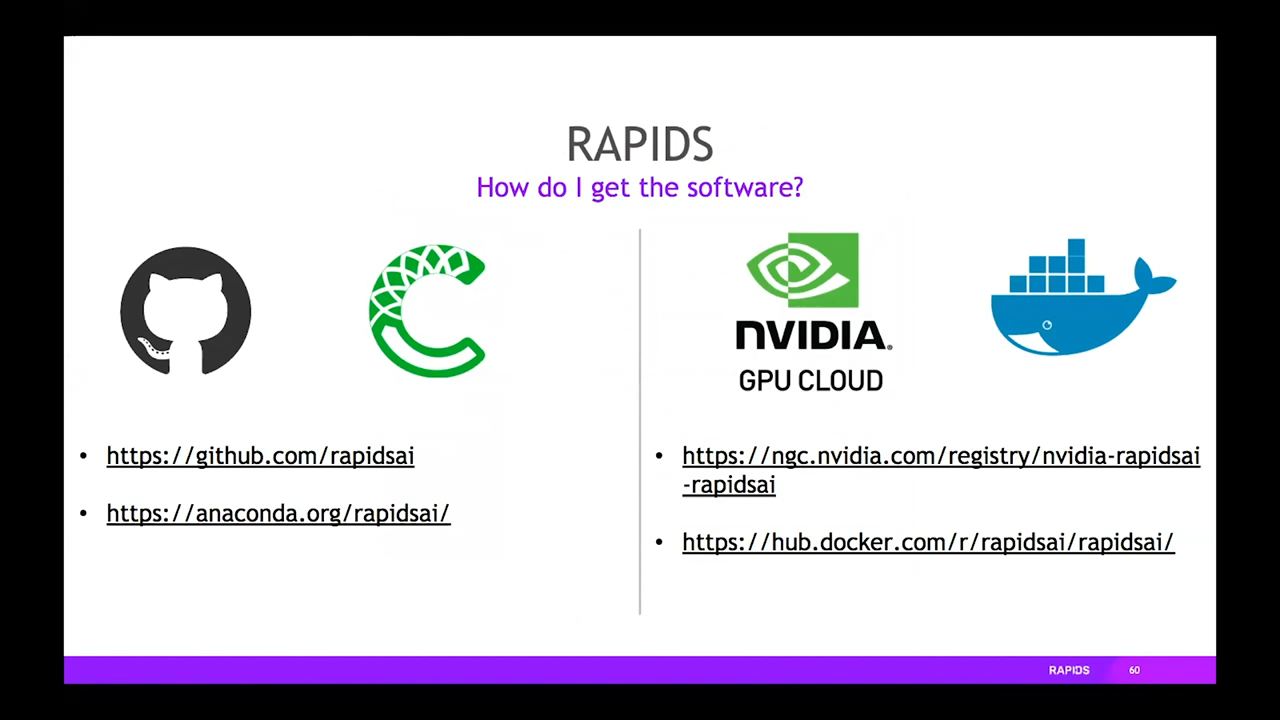 RAPIDS
How do I get the software?
NVIDIA.
GPU CLOUD
• https://github.com/rapidsai
• https://anaconda.org/rapidsai/
• https://ngc.nvidia.com/registry/nvidia-rapidsai
-rapidsai
• https://hub.docker.com/r/rapidsai/rapidsai/
RAPIDS 60